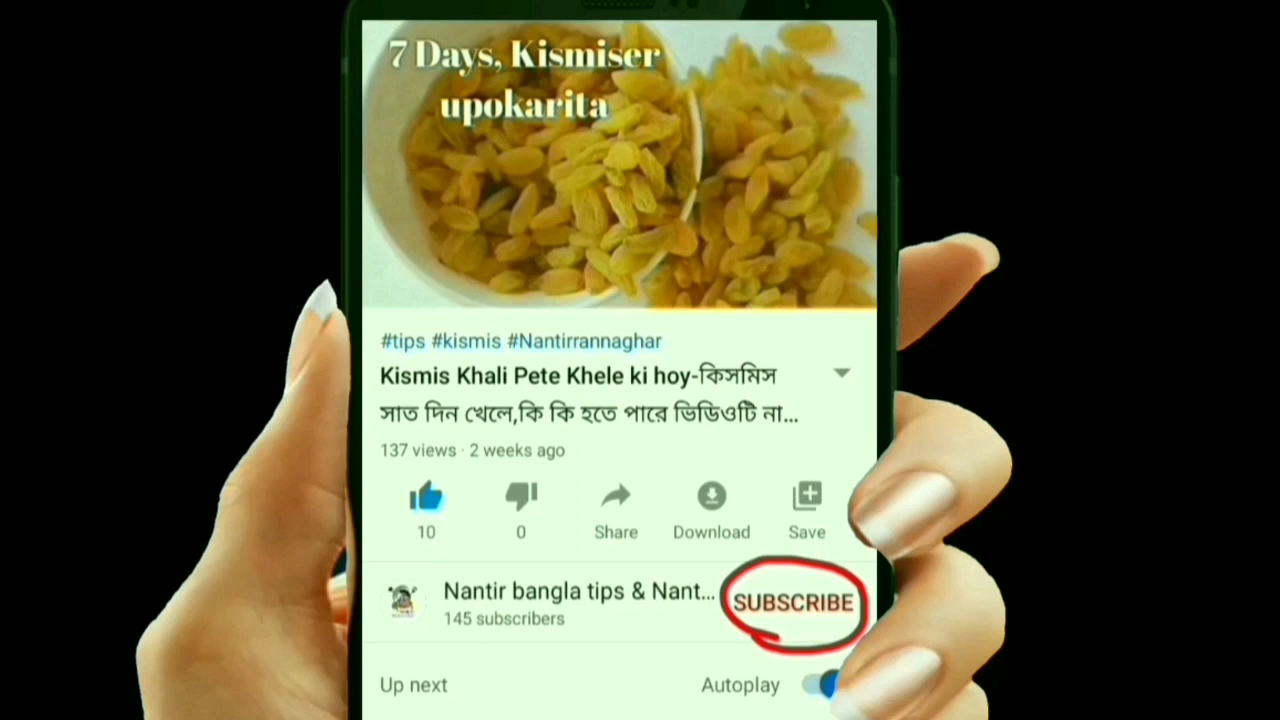 7 Days, Kismiser
upokarita
#tips #kismis #Nantirrannaghar
Kismis Khali Pete Khele ki hoy-কিসমিস
সাত দিন খেলে,কি কি হতে পারে ভিডিওটি না...
137 views · 2 weeks ago
10 0 Share Download Save
Nantir bangla tips & Nant...
SUBSCRIBE
145 subscribers
Up next Autoplay